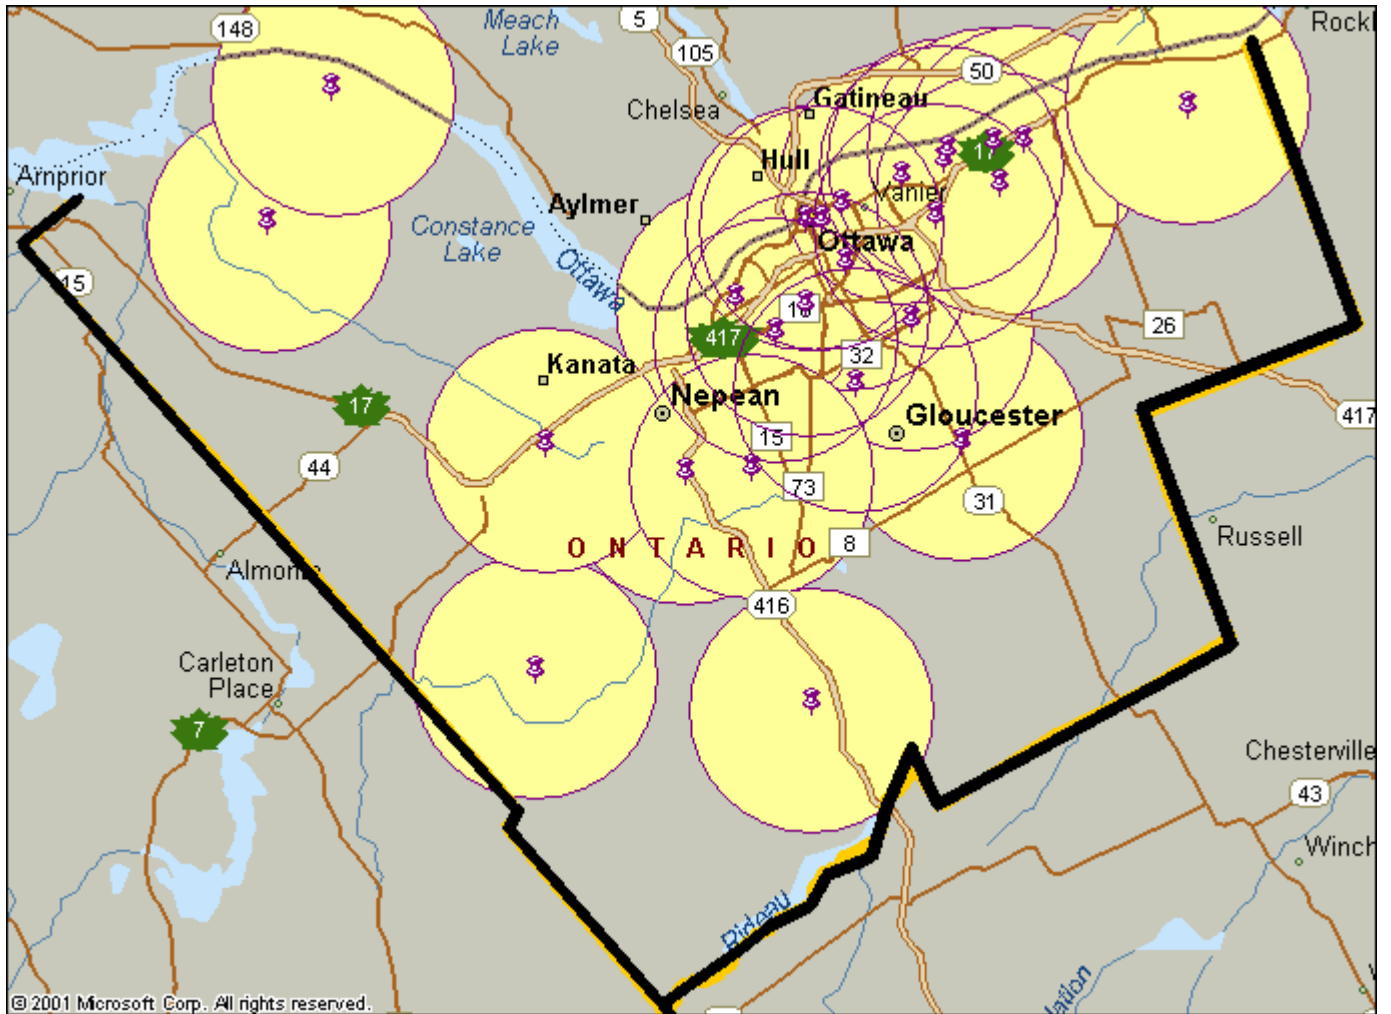 148
Meach
Lake
5
105
50
Rockl
Chelsea
Gatineau
Hull
17
Arnprior
Vanier
Aylmer
Constance
Lake
Ottawa
Ottawa
15
16
26
417
32
Kanata
Nepean
17
Gloucester
417
15
44
73
31
8
Russell
ONTARIO
Almonte
416
Carleton
Place
7
Chesterville
43
Winch
Rideau
lation
© 2001 Microsoft Corp. All rights reserved.